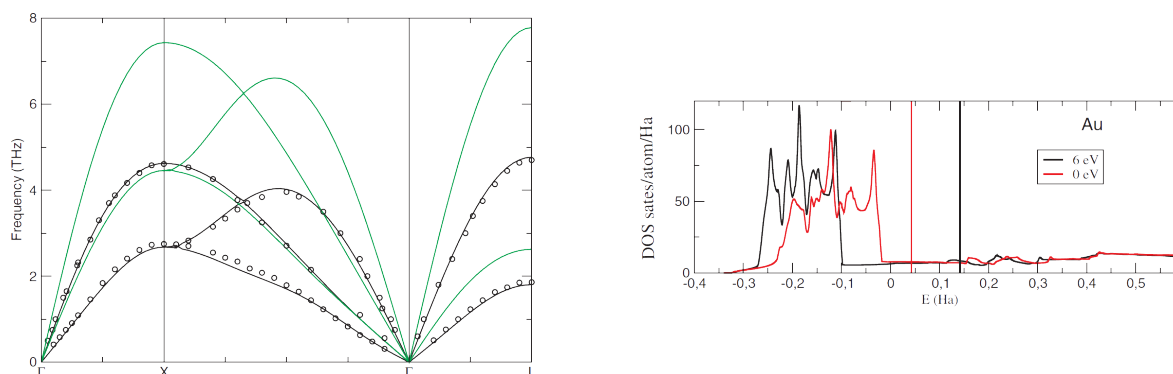 8
6
4
2
0
Frequency (THz)
Γ X Γ L
Au
100
50
0
DOS sates/atom/Ha
6 eV
0 eV
-0,4 -0,3 -0,2 -0,1 0 0,1 0,2 0,3 0,4 0,5
E (Ha)